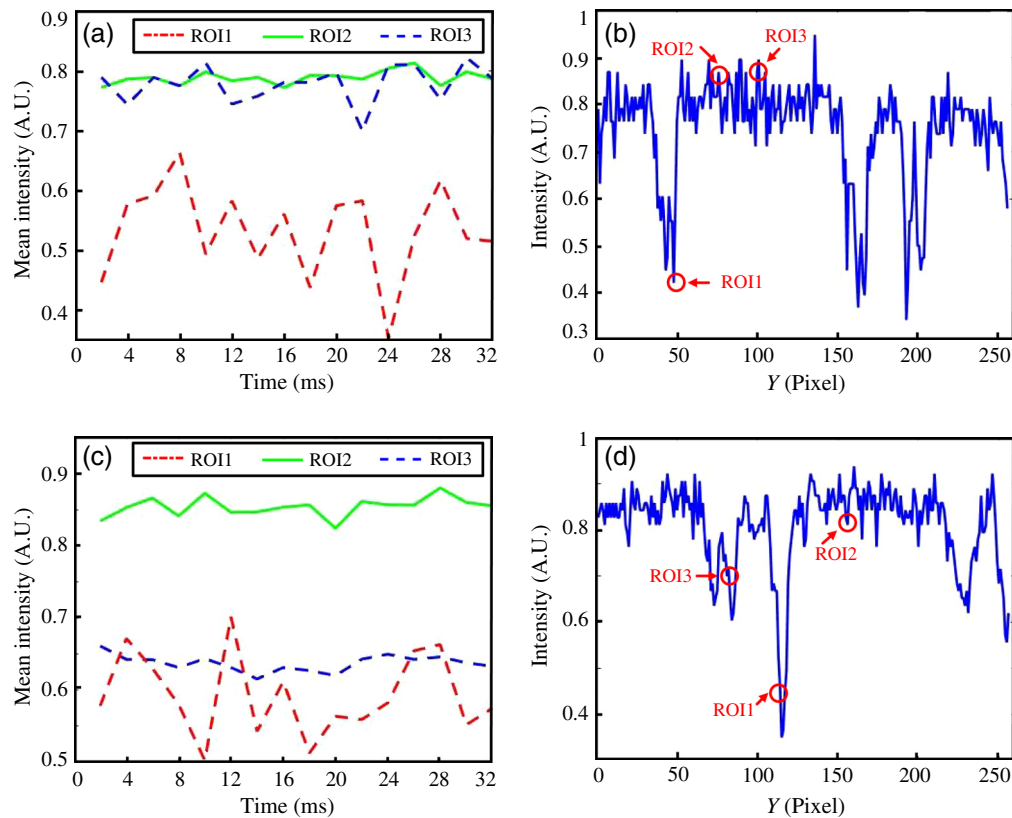 (a)
ROI1 ROI2 ROI3
0.9
0.8
0.7
0.6
0.5
0.4
Mean intensity (A.U.)
0 4 8 12 16 20 24 28 32
Time (ms)
(b)
ROI2
ROI3
ROI1
1
0.9
0.8
0.7
0.6
0.5
0.4
0.3
Intensity (A.U.)
0 50 100 150 200 250
Y (Pixel)
(c)
ROI1 ROI2 ROI3
0.9
0.8
0.7
0.6
0.5
Mean intensity (A.U.)
0 4 8 12 16 20 24 28 32
Time (ms)
(d)
ROI3
ROI2
ROI1
1
0.8
0.6
0.4
Intensity (A.U.)
0 50 100 150 200 250
Y (Pixel)